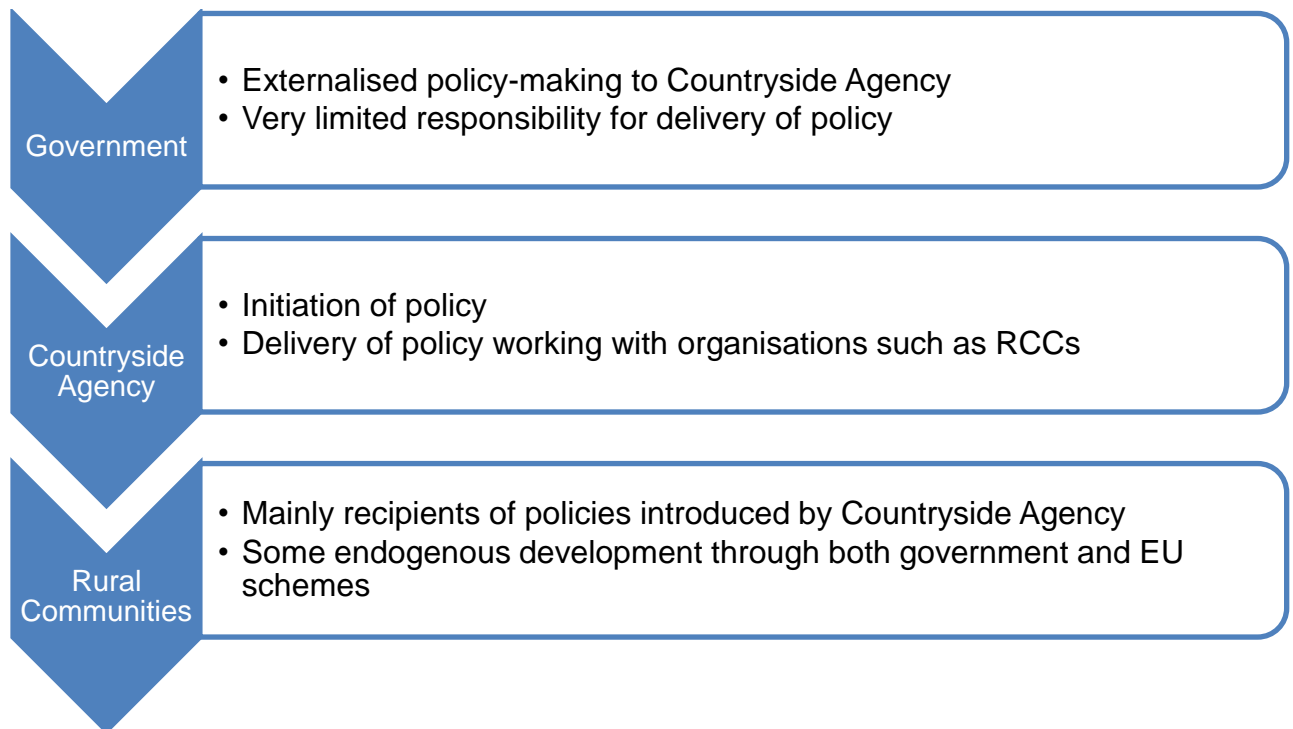 Government
• Externalised policy-making to Countryside Agency
• Very limited responsibility for delivery of policy
Countryside
Agency
• Initiation of policy
• Delivery of policy working with organisations such as RCCs
Rural
Communities
• Mainly recipients of policies introduced by Countryside Agency
• Some endogenous development through both government and EU
schemes